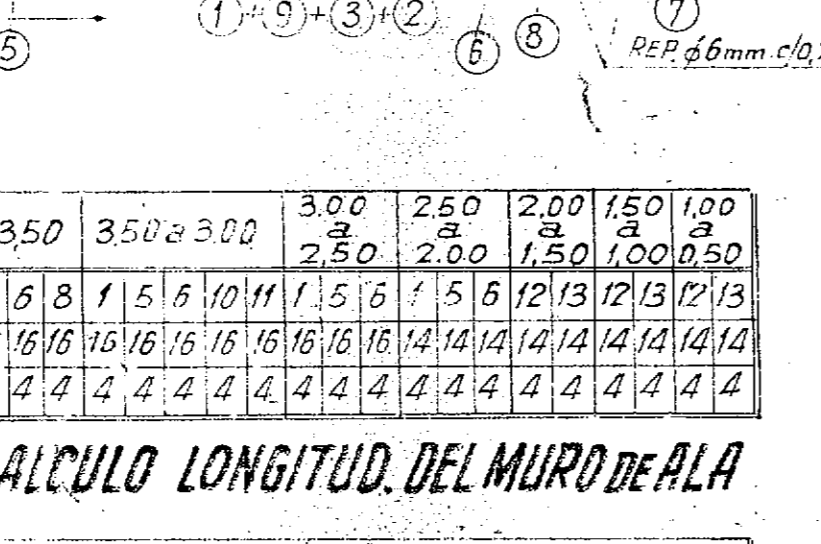 1+9+3+2
5
6
8
7
REP. φ6mm. c/0,
3,50 | 3,50 a 3.00 | 3.00 a 2,50 | 2,50 a 2.00 | 2,00 a 1,50 | 1,50 a 1,00 | 1,00 a 0,50
6 8 1 5 6 10 11 1 5 6 1 5 6 12 13 12 13 12 13
16 16 16 16 16 16 16 16 16 16 14 14 14 14 14 14 14 14 14
4 4 4 4 4 4 4 4 4 4 4 4 4 4 4 4 4 4 4
ALCULO LONGITUD. DEL MURO DE ALA